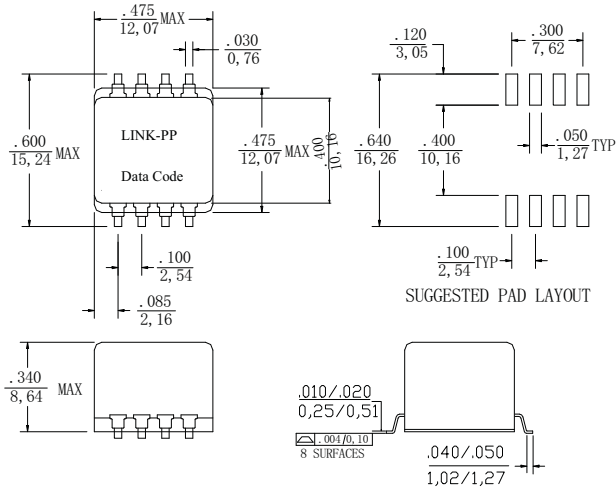 .475
12,07 MAX
.030
0,76
.120
3,05
.300
7,62
.600
15,24 MAX
LINK-PP
Data Code
.475
12,07 MAX
.400
10,16
.640
16,26
.400
10,16
.050
1,27 TYP
.100
2,54
.085
2,16
.100
2,54 TYP
SUGGESTED PAD LAYOUT
.340
8,64 MAX
.010/.020
0,25/0,51
.004/0,10
8 SURFACES
.040/.050
1,02/1,27